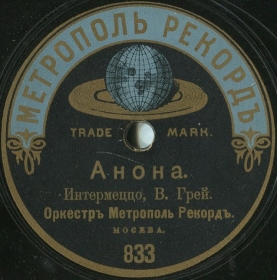 МЕТРОПОЛЬ РЕКОРДЪ
TRADE MARK.
Анона.
Интермеццо, В. Грей.
Оркестръ Метрополь Рекордъ.
МОСКВА.
833